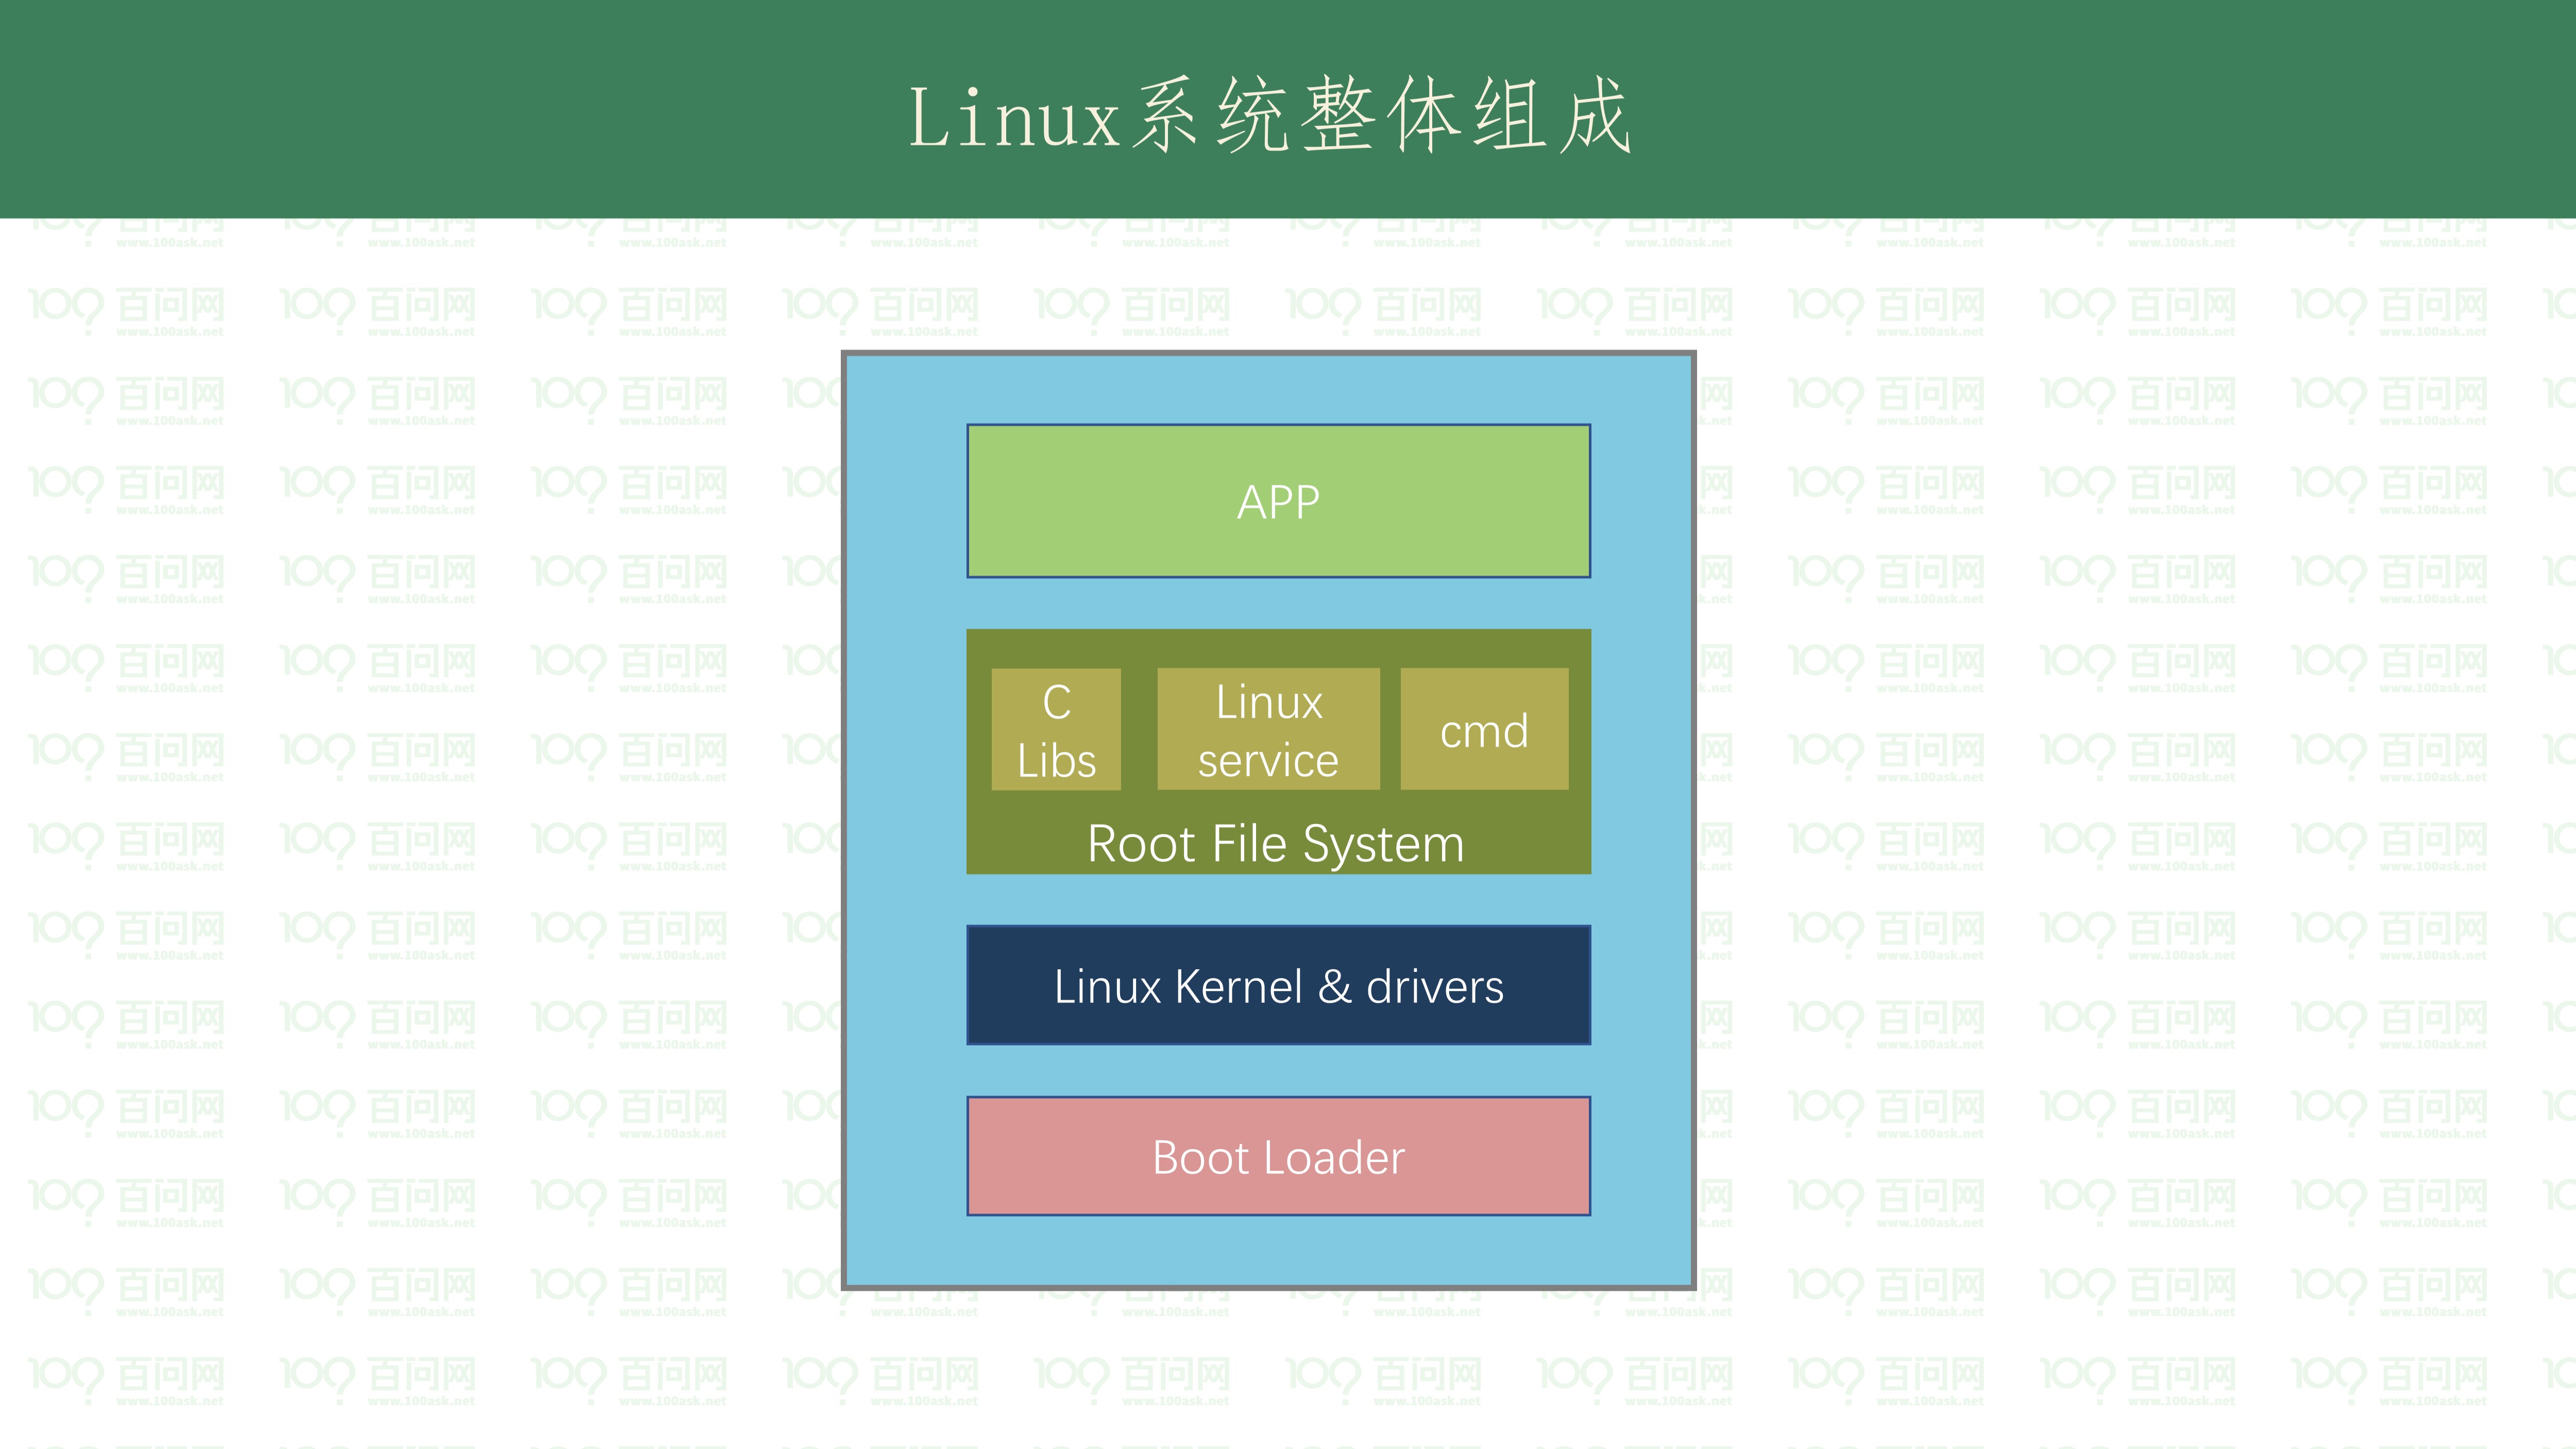 Linux系统整体组成
APP
C
Libs
Linux
service
cmd
Root File System
Linux Kernel & drivers
Boot Loader
100? 百问网
www.100ask.net